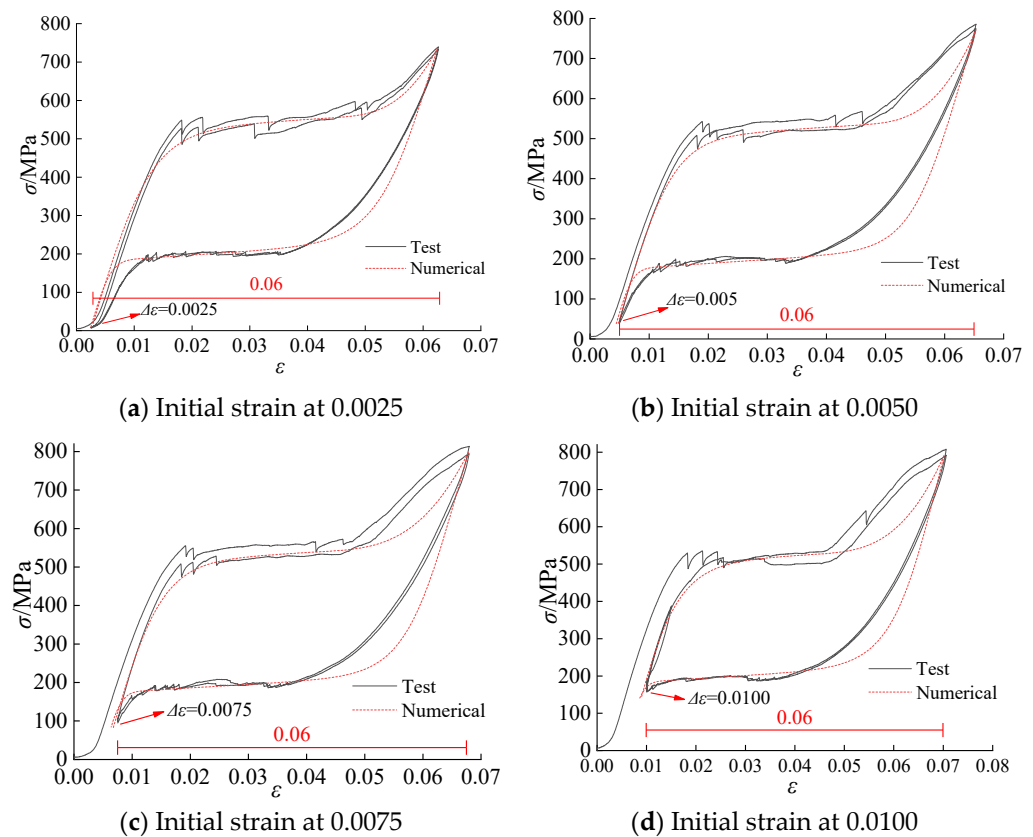 800
700
600
500
400
300
200
100
0
σ/MPa
Test
Numerical
0.06
Δε=0.0025
0.00 0.01 0.02 0.03 0.04 0.05 0.06 0.07
ε
(a) Initial strain at 0.0025
800
700
600
500
400
300
200
100
0
σ/MPa
Test
Numerical
Δε=0.005
0.06
0.00 0.01 0.02 0.03 0.04 0.05 0.06 0.07
ε
(b) Initial strain at 0.0050
800
700
600
500
400
300
200
100
0
σ/MPa
Test
Numerical
Δε=0.0075
0.06
0.00 0.01 0.02 0.03 0.04 0.05 0.06 0.07
ε
(c) Initial strain at 0.0075
800
700
600
500
400
300
200
100
0
σ/MPa
Test
Numerical
Δε=0.0100
0.06
0.00 0.01 0.02 0.03 0.04 0.05 0.06 0.07 0.08
ε
(d) Initial strain at 0.0100